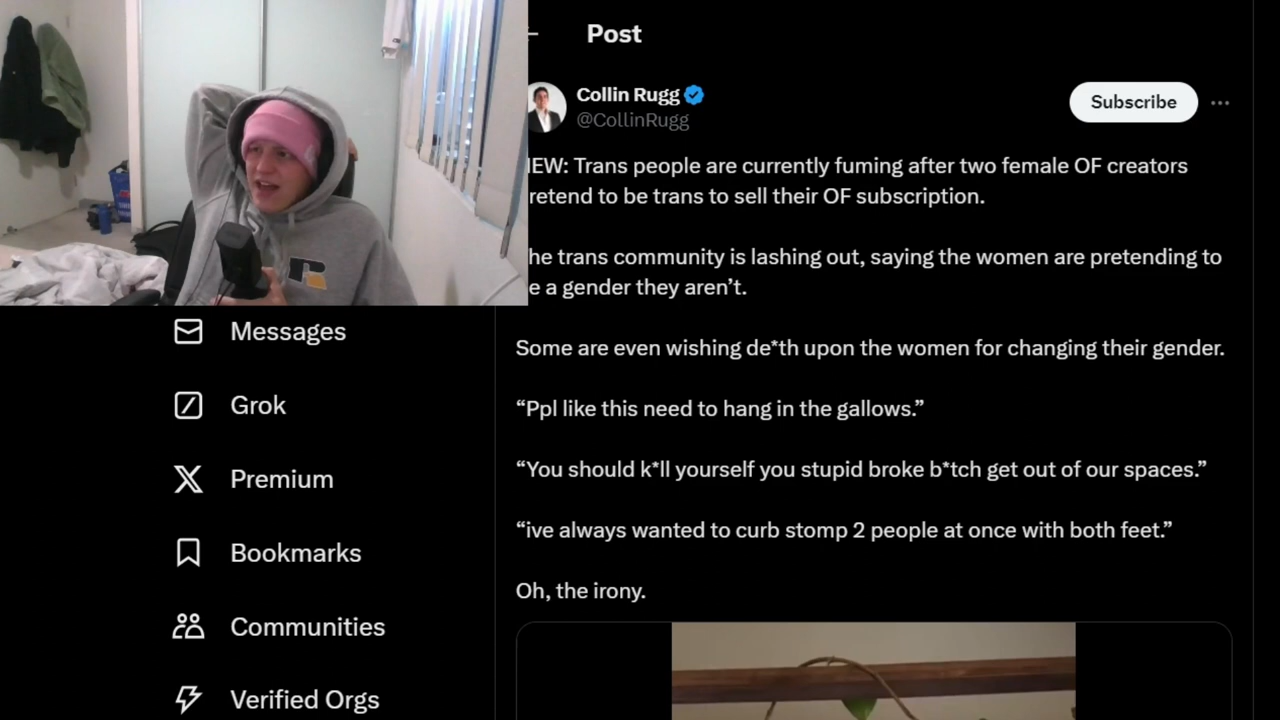 Post
Collin Rugg
@CollinRugg
Subscribe
NEW: Trans people are currently fuming after two female OF creators
retend to be trans to sell their OF subscription.
he trans community is lashing out, saying the women are pretending to
e a gender they aren’t.
Some are even wishing de*th upon the women for changing their gender.
“Ppl like this need to hang in the gallows.”
“You should k*ll yourself you stupid broke b*tch get out of our spaces.”
“ive always wanted to curb stomp 2 people at once with both feet.”
Oh, the irony.
Messages
Grok
Premium
Bookmarks
Communities
Verified Orgs